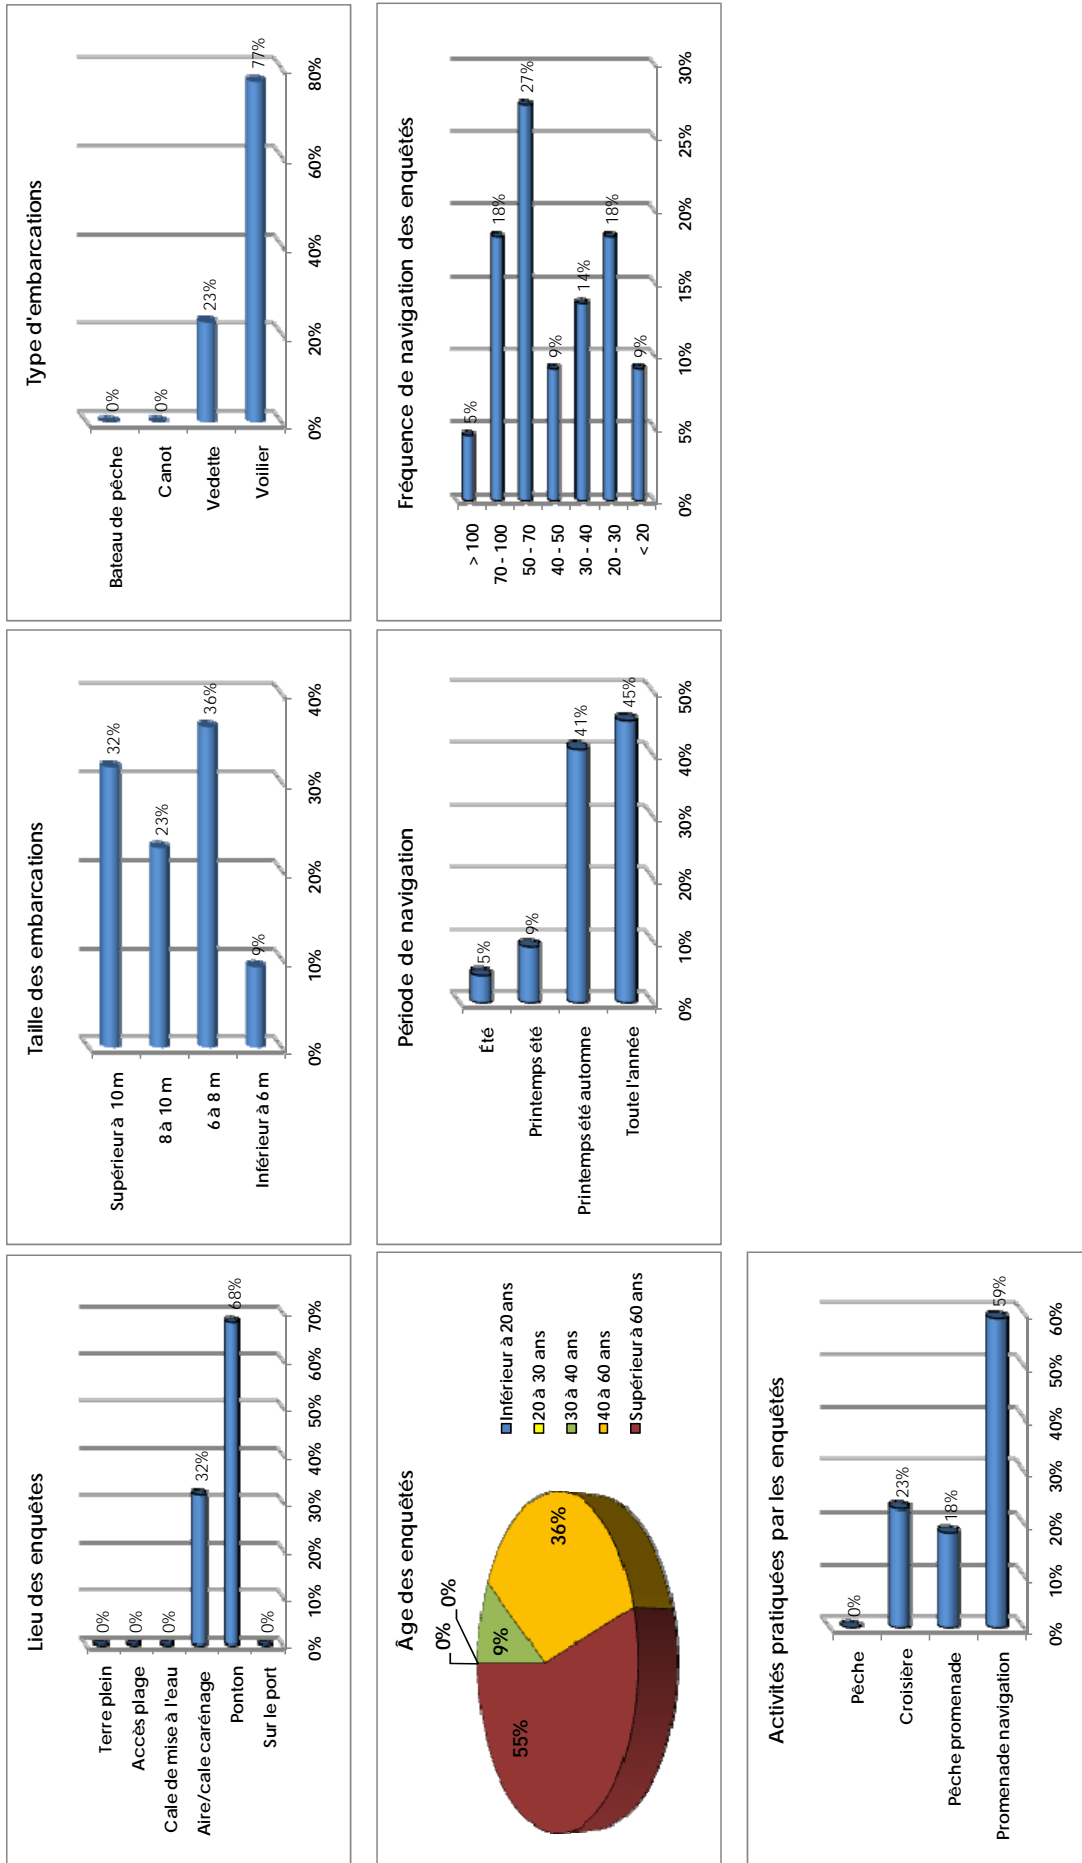 Lieu des enquêtes
Terre plein
Accès plage
Cale de mise à l'eau
Aire/cale carénage
Ponton
Sur le port
0%
0%
0%
32%
68%
0%
0% 10% 20% 30% 40% 50% 60% 70%
Taille des embarcations
Supérieur à 10 m
8 à 10 m
6 à 8 m
Inférieur à 6 m
32%
23%
36%
9%
0% 10% 20% 30% 40%
Type d'embarcations
Bateau de pêche
Canot
Vedette
Voilier
0%
0%
23%
77%
0% 20% 40% 60% 80%
Âge des enquêtés
0%
0%
9%
36%
55%
Inférieur à 20 ans
20 à 30 ans
30 à 40 ans
40 à 60 ans
Supérieur à 60 ans
Période de navigation
Été
Printemps été
Printemps été automne
Toute l'année
5%
9%
41%
45%
0% 10% 20% 30% 40% 50%
Fréquence de navigation des enquêtés
> 100
70 - 100
50 - 70
40 - 50
30 - 40
20 - 30
< 20
5%
18%
27%
9%
14%
18%
9%
0% 5% 10% 15% 20% 25% 30%
Activités pratiquées par les enquêtés
Pêche
Croisière
Pêche promenade
Promenade navigation
0%
23%
18%
59%
0% 10% 20% 30% 40% 50% 60%